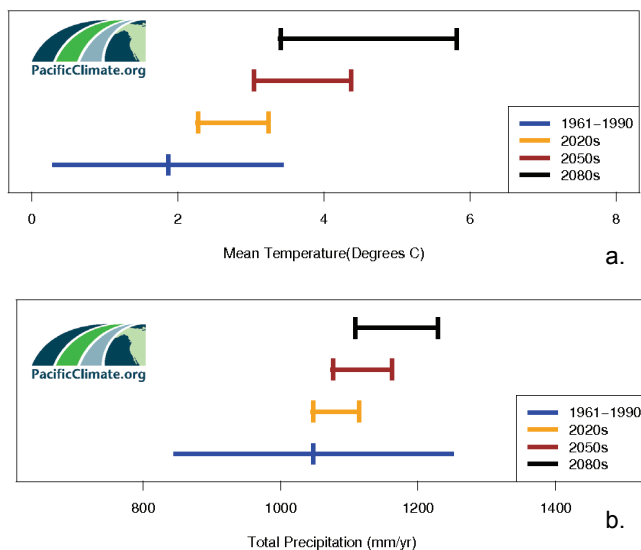 PacificClimate.org
1961−1990
2020s
2050s
2080s
0 2 4 6 8
Mean Temperature(Degrees C)
a.
PacificClimate.org
1961−1990
2020s
2050s
2080s
800 1000 1200 1400
Total Precipitation (mm/yr)
b.